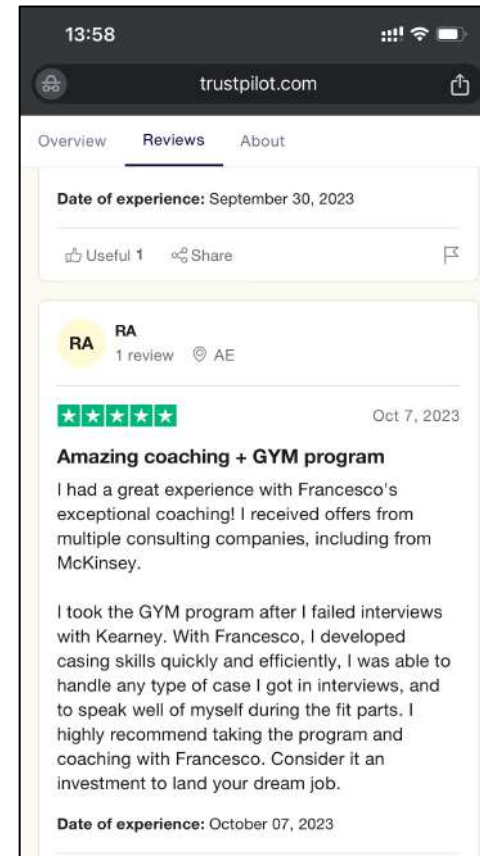 13:58
trustpilot.com
Overview Reviews About
Date of experience: September 30, 2023
Useful 1 Share
RA
RA
1 review AE
Oct 7, 2023
Amazing coaching + GYM program
I had a great experience with Francesco's
exceptional coaching! I received offers from
multiple consulting companies, including from
McKinsey.
I took the GYM program after I failed interviews
with Kearney. With Francesco, I developed
casing skills quickly and efficiently, I was able to
handle any type of case I got in interviews, and
to speak well of myself during the fit parts. I
highly recommend taking the program and
coaching with Francesco. Consider it an
investment to land your dream job.
Date of experience: October 07, 2023